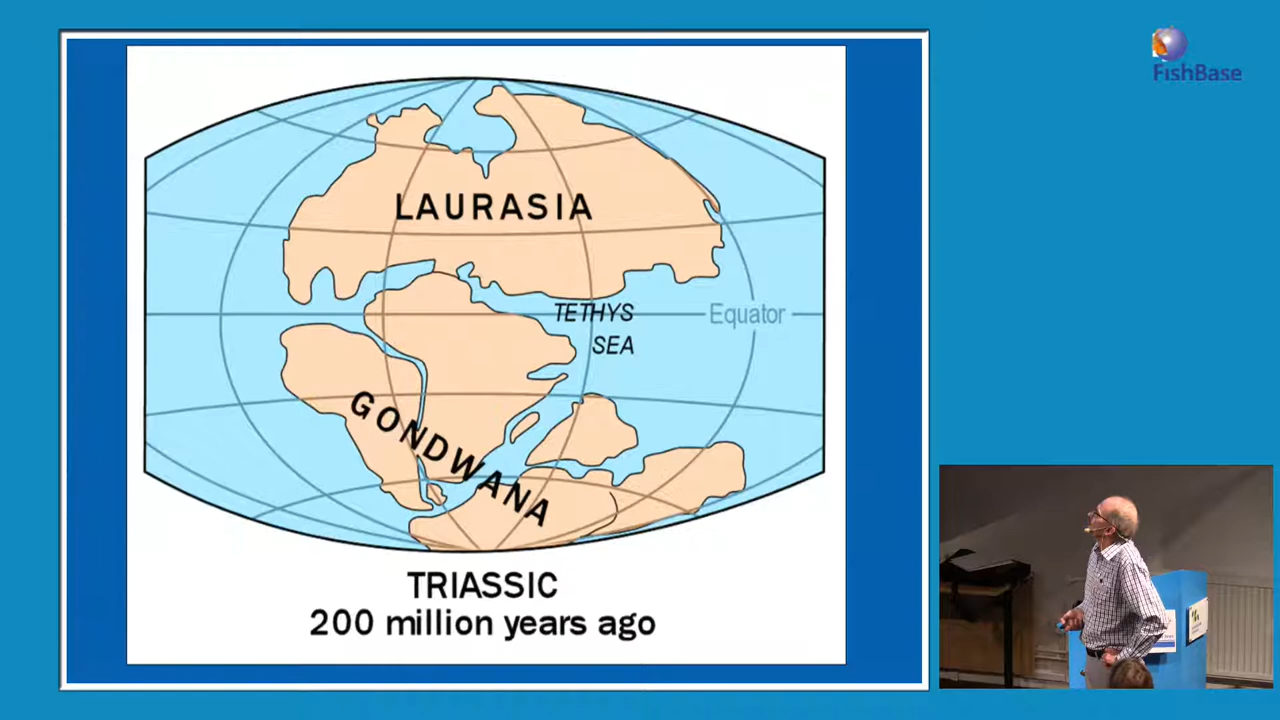 FishBase
LAURASIA
TETHYS
SEA
Equator
GONDWANA
TRIASSIC
200 million years ago